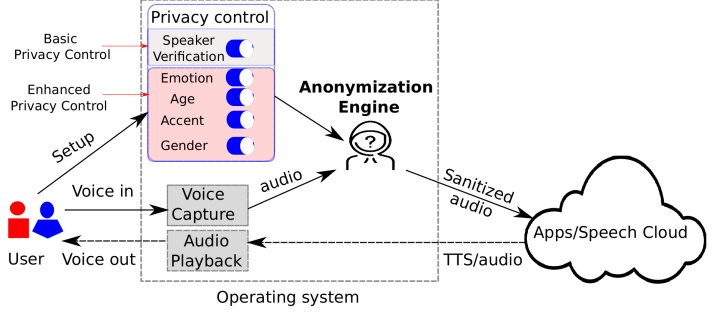 Privacy control
Basic
Privacy Control
Speaker
Verification
Enhanced
Privacy Control
Emotion
Age
Accent
Gender
Anonymization
Engine
?
Setup
Voice in
Voice
Capture
audio
Sanitized
audio
Apps/Speech Cloud
User
Voice out
Audio
Playback
TTS/audio
Operating system